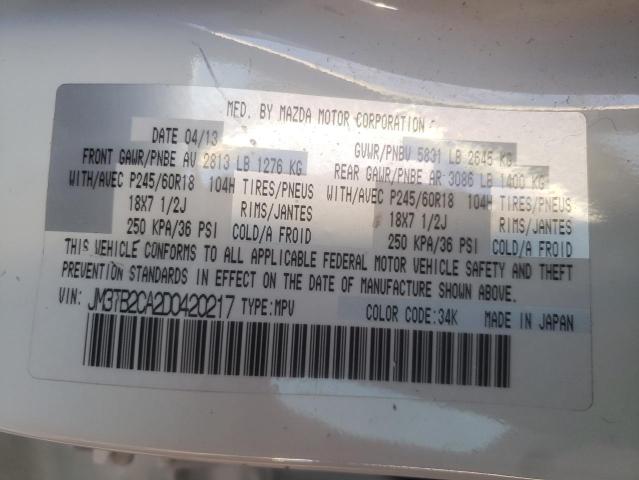 MFD. BY MAZDA MOTOR CORPORATION
DATE 04/13 GVWR/PNBV 5831 LB 2645 KG
FRONT GAWR/PNBE AV 2813 LB 1276 KG REAR GAWR/PNBE AR 3086 LB 1400 KG
WITH/AVEC P245/60R18 104H TIRES/PNEUS WITH/AVEC P245/60R18 104H TIRES/PNEUS
18X7 1/2J RIMS/JANTES 18X7 1/2J RIMS/JANTES
250 KPA/36 PSI COLD/A FROID 250 KPA/36 PSI COLD/A FROID
THIS VEHICLE CONFORMS TO ALL APPLICABLE FEDERAL MOTOR VEHICLE SAFETY AND THEFT
PREVENTION STANDARDS IN EFFECT ON THE DATE OF MANUFACTURE SHOWN ABOVE.
VIN: JM3TB2CA2D0420217 TYPE:MPV COLOR CODE:34K MADE IN JAPAN